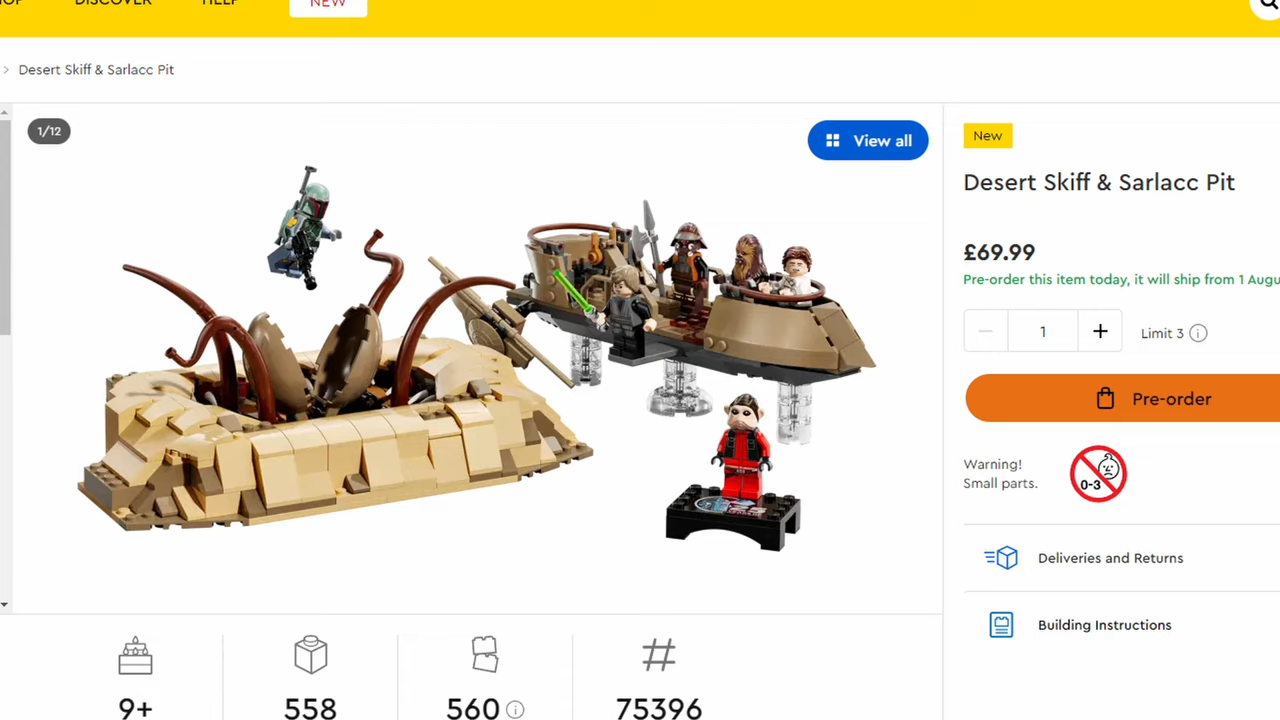 SHOP
DISCOVER
HELP
NEW
Desert Skiff & Sarlacc Pit
1/12
View all
New
Desert Skiff & Sarlacc Pit
£69.99
Pre-order this item today, it will ship from 1 Augu
1
Limit 3
Pre-order
Warning!
Small parts.
0-3
Deliveries and Returns
Building Instructions
9+
558
560
75396